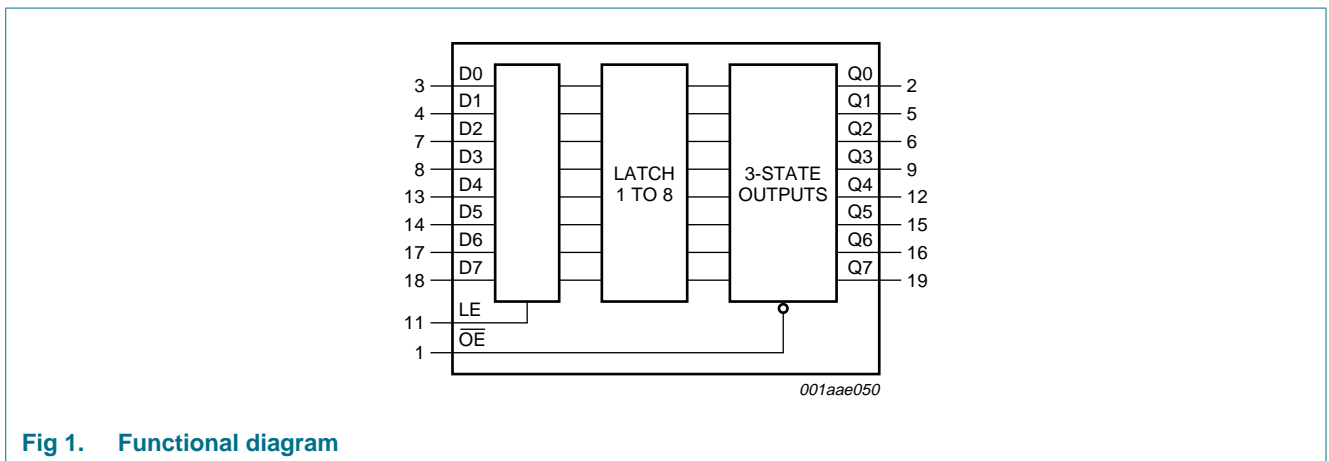 3 D0 Q0 2
4 D1 Q1 5
7 D2 Q2 6
8 D3 Q3 9
13 D4 Q4 12
14 D5 Q5 15
17 D6 Q6 16
18 D7 Q7 19
LATCH
1 TO 8
3-STATE
OUTPUTS
11 LE
1 O̅E̅
001aae050
Fig 1. Functional diagram